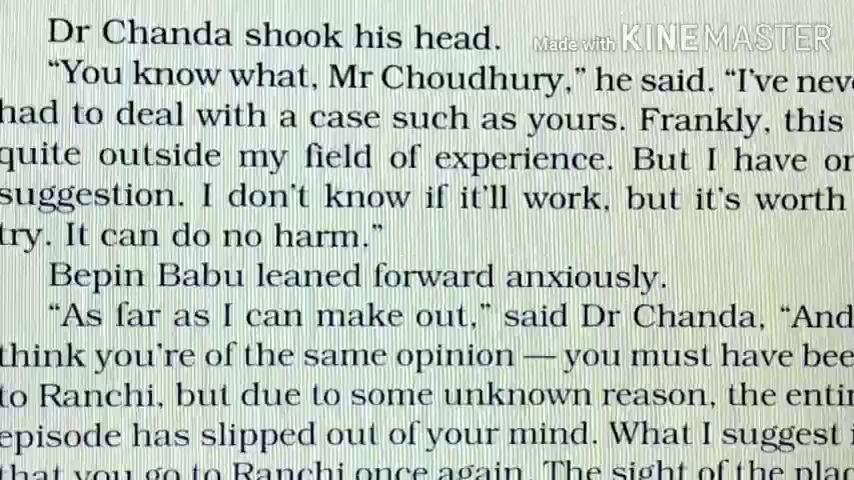 Dr Chanda shook his head.
Made with KINEMASTER
"You know what, Mr Choudhury," he said. "I've nev
had to deal with a case such as yours. Frankly, this
quite outside my field of experience. But I have
suggestion. I don't know if it'll work, but it's worth
try. It can do no harm."
Bepin Babu leaned forward anxiously.
"As far as I can make out," said Dr Chanda, "And
think you're of the same opinion — you must have bee
to Ranchi, but due to some unknown reason, the entir
episode has slipped out of your mind. What I suggest
that you go to Ranchi once again. The sight of the plac